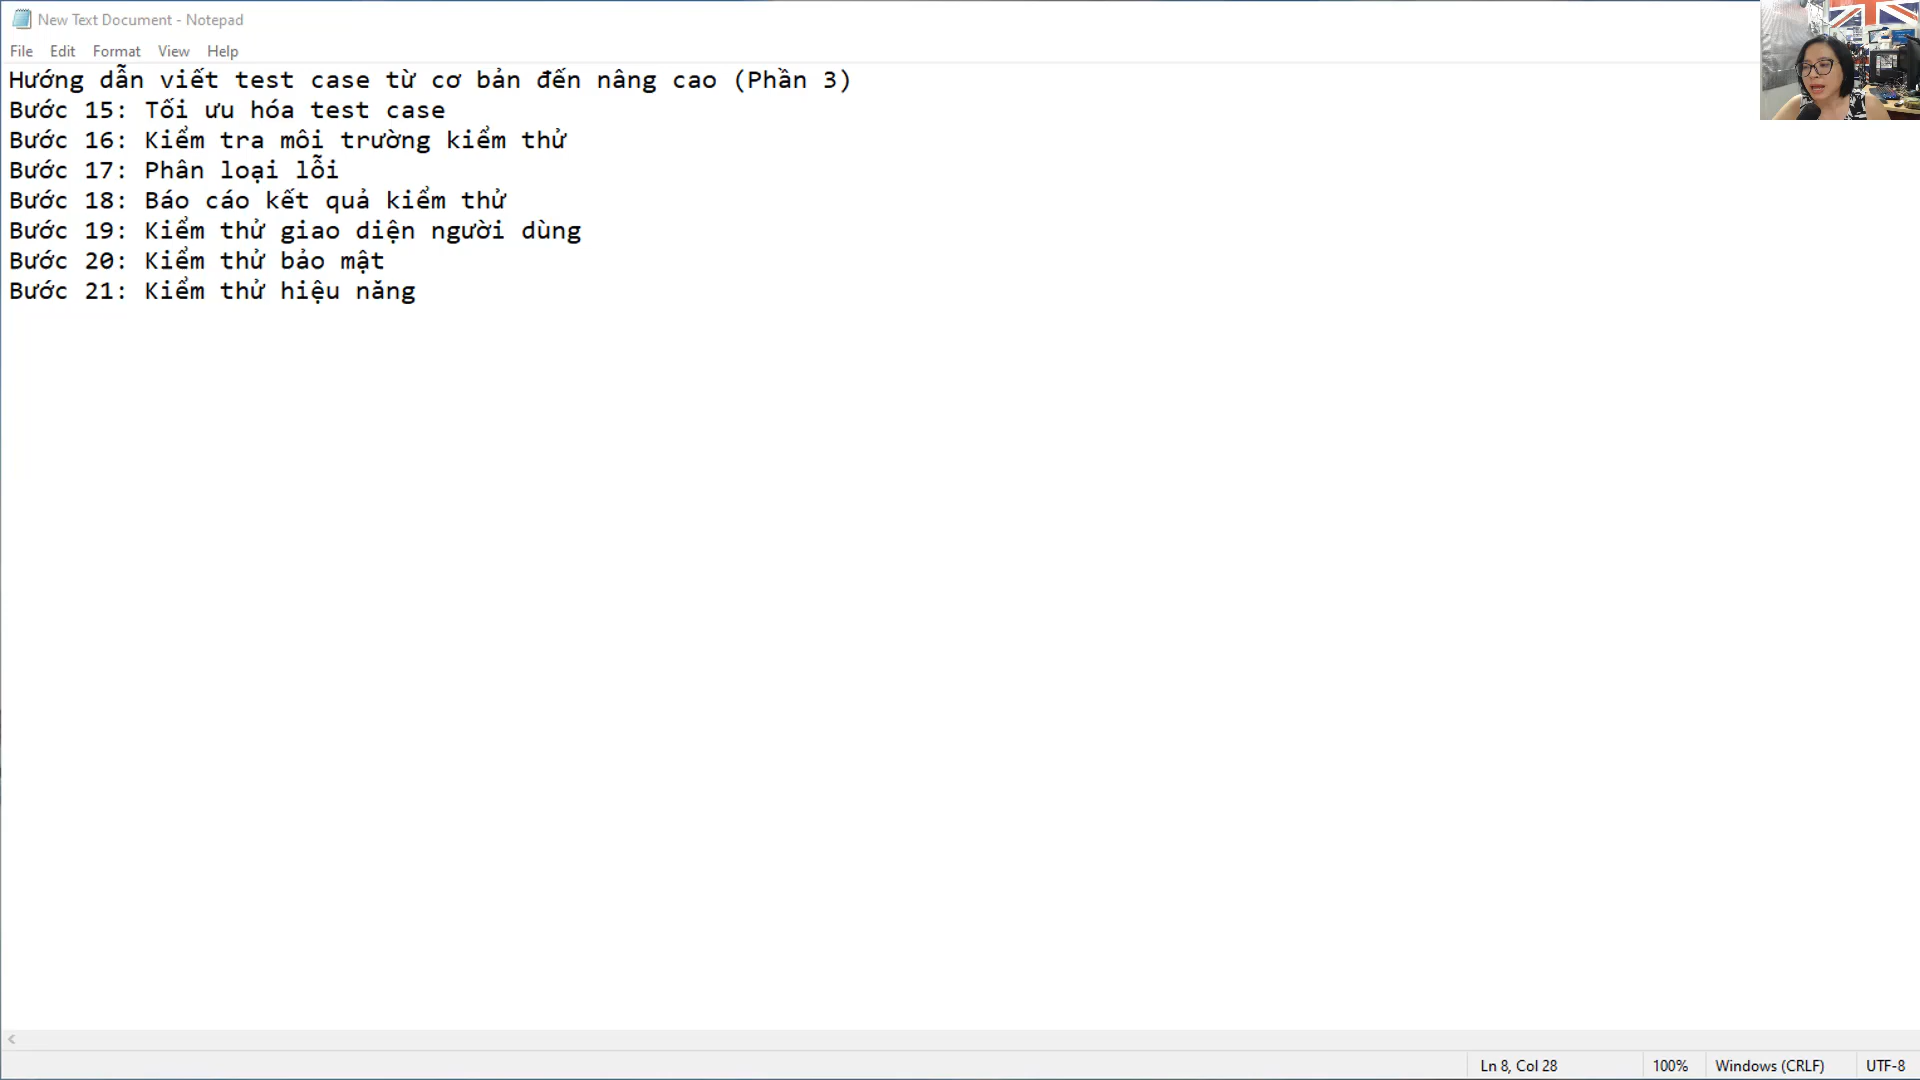 New Text Document - Notepad
File Edit Format View Help
Hướng dẫn viết test case từ cơ bản đến nâng cao (Phần 3)
Bước 15: Tối ưu hóa test case
Bước 16: Kiểm tra môi trường kiểm thử
Bước 17: Phân loại lỗi
Bước 18: Báo cáo kết quả kiểm thử
Bước 19: Kiểm thử giao diện người dùng
Bước 20: Kiểm thử bảo mật
Bước 21: Kiểm thử hiệu năng
Ln 8, Col 28 100% Windows (CRLF) UTF-8